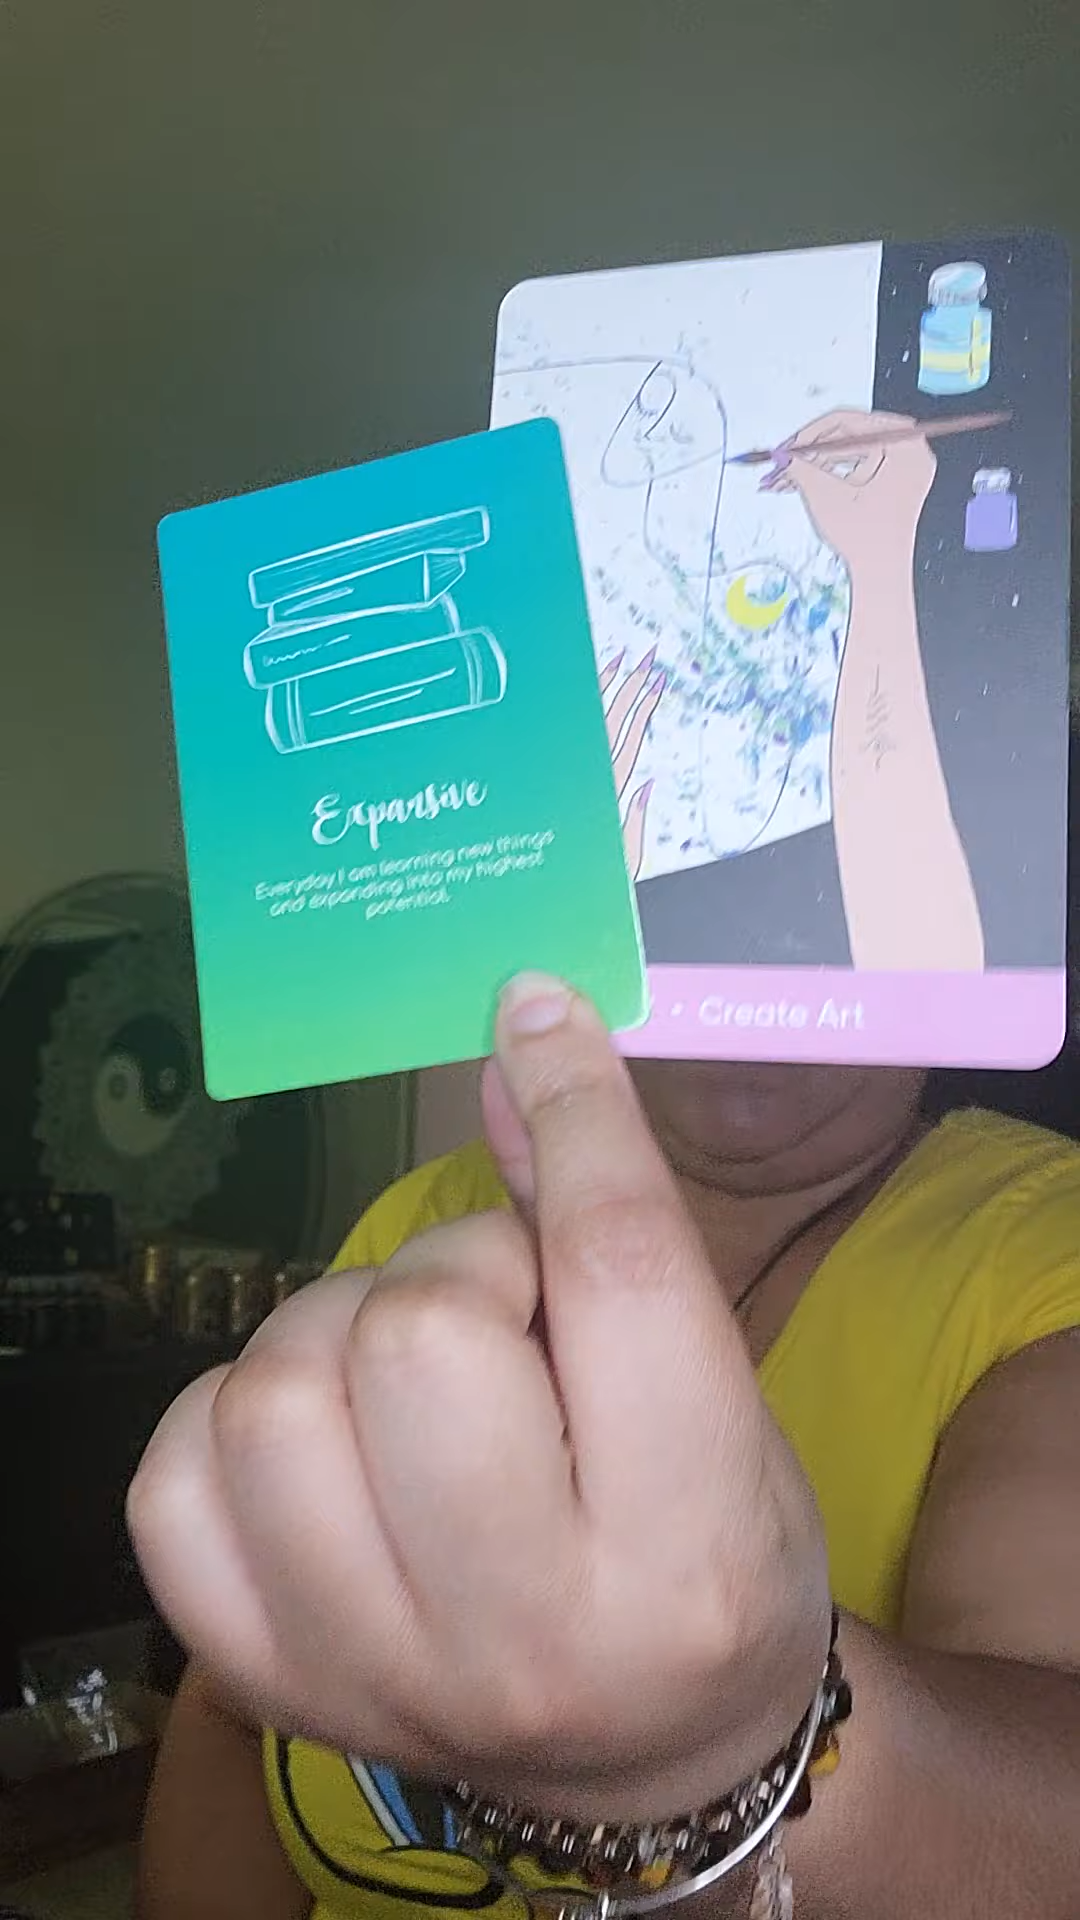 Expansive
Everyday I am learning new things
and expanding into my highest
potential.
• Create Art